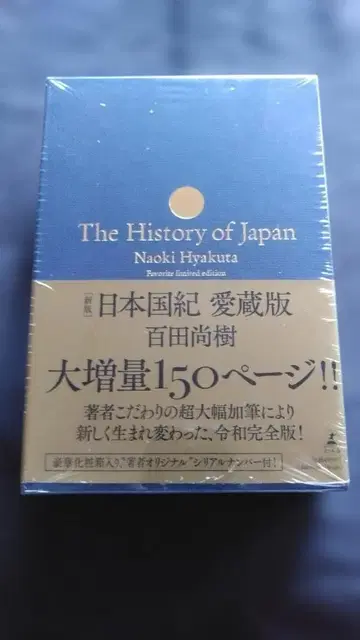 The History of Japan
Naoki Hyakuta
Favorite limited edition
［新版］日本国紀 愛蔵版
百田尚樹
大増量150ページ!!
著者こだわりの超大幅加筆により
新しく生まれ変わった、令和完全版!
豪華化粧箱入り、著者オリジナル“シリアルナンバー付!